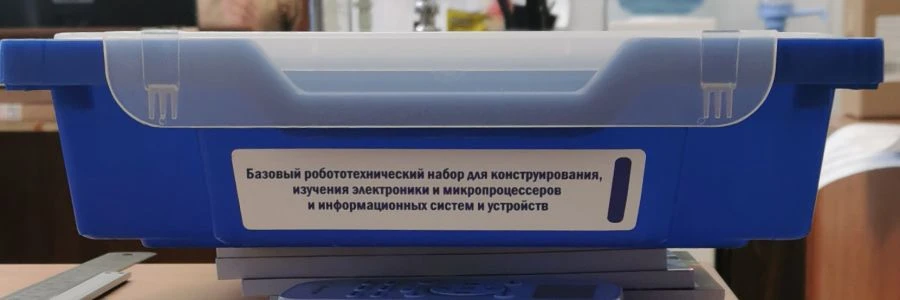 Базовый робототехнический набор для конструирования,
изучения электроники и микропроцессоров
и информационных систем и устройств